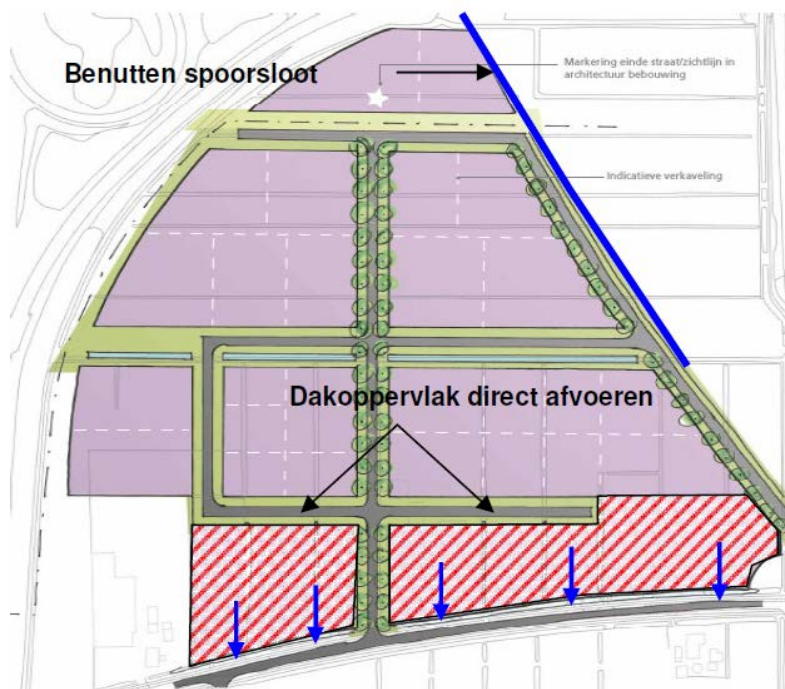 Benutten spoorsloot
Markering einde straat/zichtlijn in
architectuur bebouwing
Indicatieve verkaveling
Dakoppervlak direct afvoeren